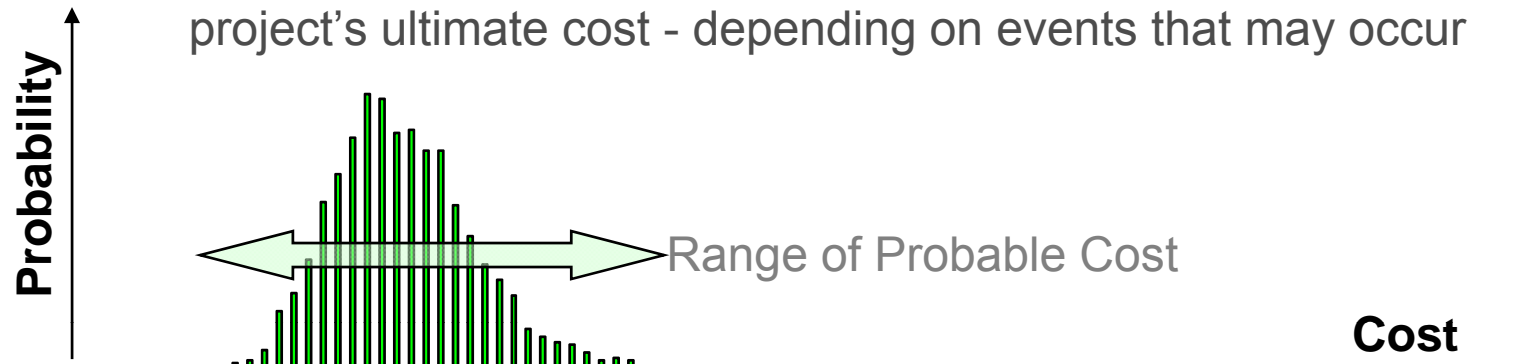 project’s ultimate cost - depending on events that may occur
Probability
Range of Probable Cost
Cost